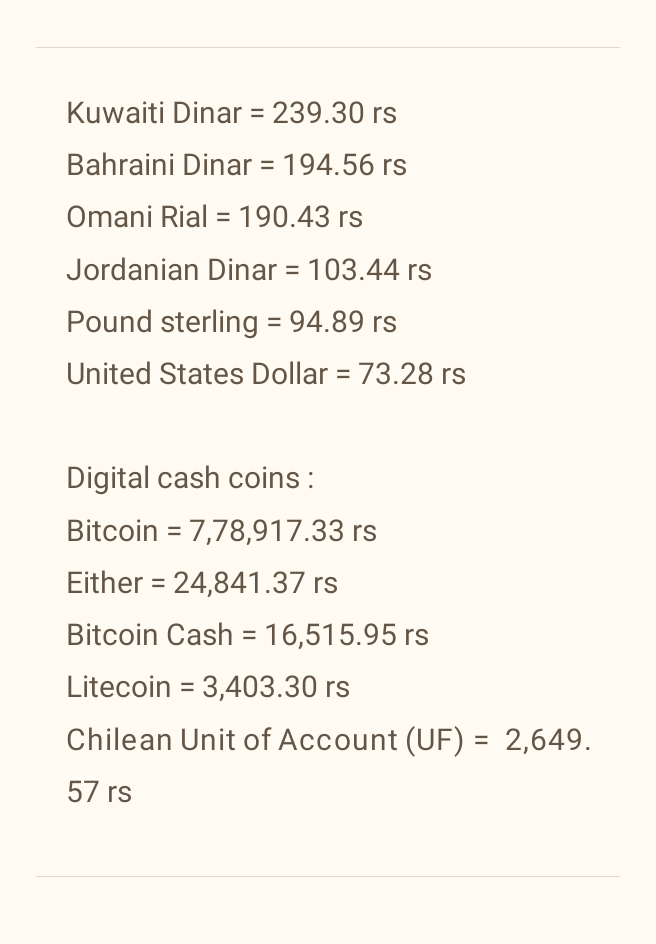 Kuwaiti Dinar = 239.30 rs
Bahraini Dinar = 194.56 rs
Omani Rial = 190.43 rs
Jordanian Dinar = 103.44 rs
Pound sterling = 94.89 rs
United States Dollar = 73.28 rs
Digital cash coins :
Bitcoin = 7,78,917.33 rs
Either = 24,841.37 rs
Bitcoin Cash = 16,515.95 rs
Litecoin = 3,403.30 rs
Chilean Unit of Account (UF) =  2,649.
57 rs